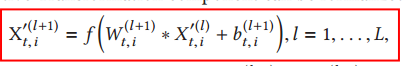 X′_{t,i}^{(l+1)} = f(W_{t,i}^{(l+1)} * X′_{t,i}^{(l)} + b_{t,i}^{(l+1)}), l = 1, . . . , L,